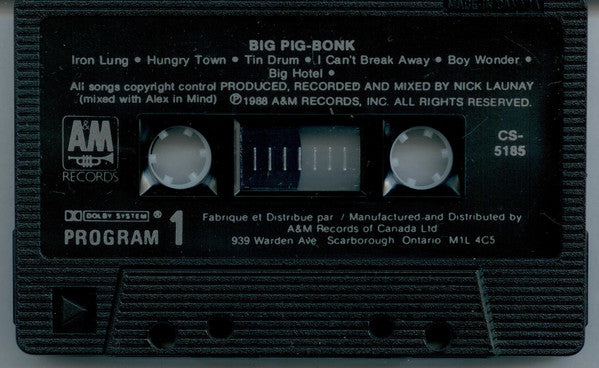 MADE IN CANADA
BIG PIG-BONK
Iron Lung • Hungry Town • Tin Drum • I Can't Break Away • Boy Wonder •
Big Hotel •
All songs copyright control PRODUCED, RECORDED AND MIXED BY NICK LAUNAY
(mixed with Alex in Mind) ℗1988 A&M RECORDS, INC. ALL RIGHTS RESERVED.
A&M
RECORDS
CS-
5185
DOLBY SYSTEM ®
PROGRAM 1
Fabrique et Distribue par / Manufactured and Distributed by
A&M Records of Canada Ltd
939 Warden Ave Scarborough Ontario M1L 4C5